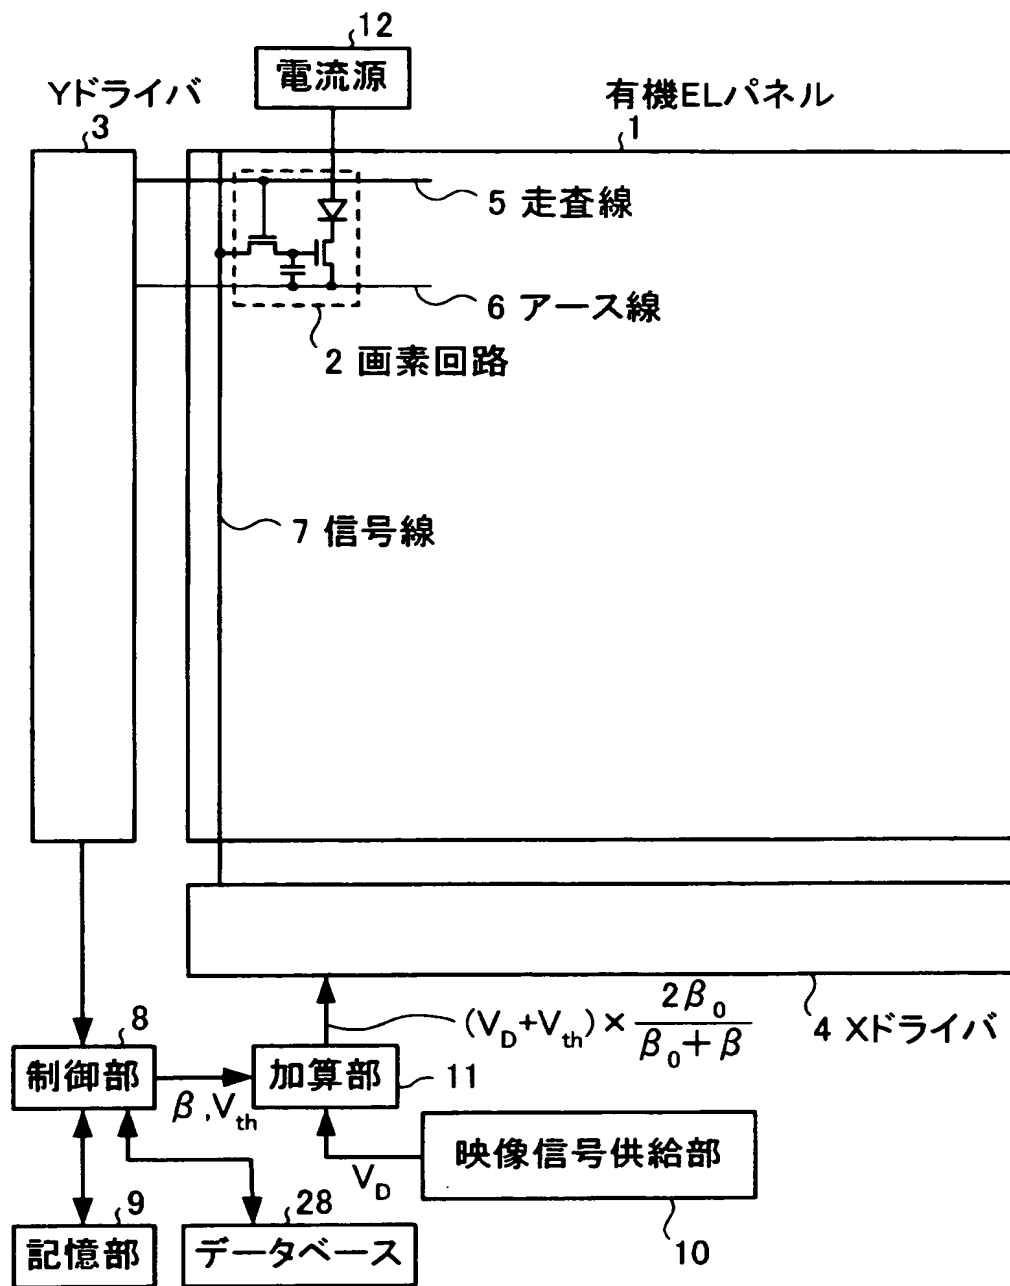 12
電流源
Yドライバ
3
有機ELパネル
1
5 走査線
6 アース線
2 画素回路
7 信号線
(V_D+V_th)×2β_0/(β_0+β)
4 Xドライバ
8
制御部
β,V_th
加算部
11
V_D
映像信号供給部
10
9
記憶部
28
データベース